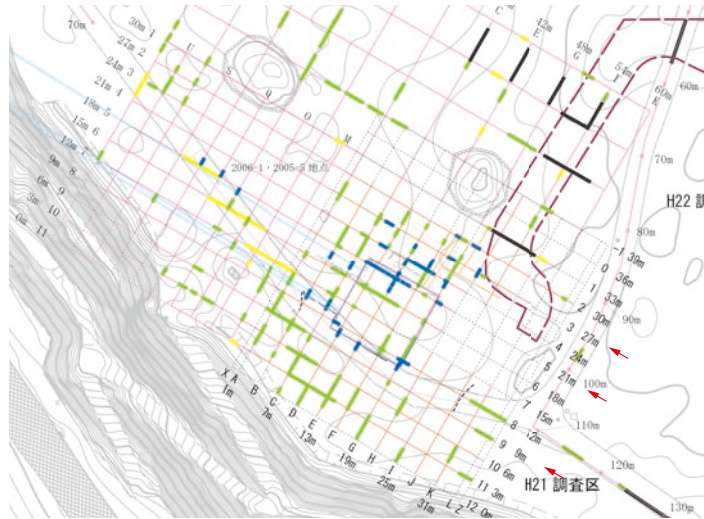 70m
30m 1
27m 2
24m 3
21m 4
18m 5
15m 6
12m 7
9m 8
6m 9
3m 10
0m 11
U
S
Q
O
M
C
E
G
I
K
42m
48m
54m
60m
60m
70m
80m
90m
100m
110m
120m
130m
2006-1・2005-5 地点
H22 調
-1 39m
0 36m
1 33m
2 30m
3 27m
4 24m
5 21m
6 18m
7 15m
8 12m
9 9m
10 6m
11 3m
12 0m
X A B C D E F G H I J K L Z
1m
7m
13m
19m
25m
31m
H21 調査区